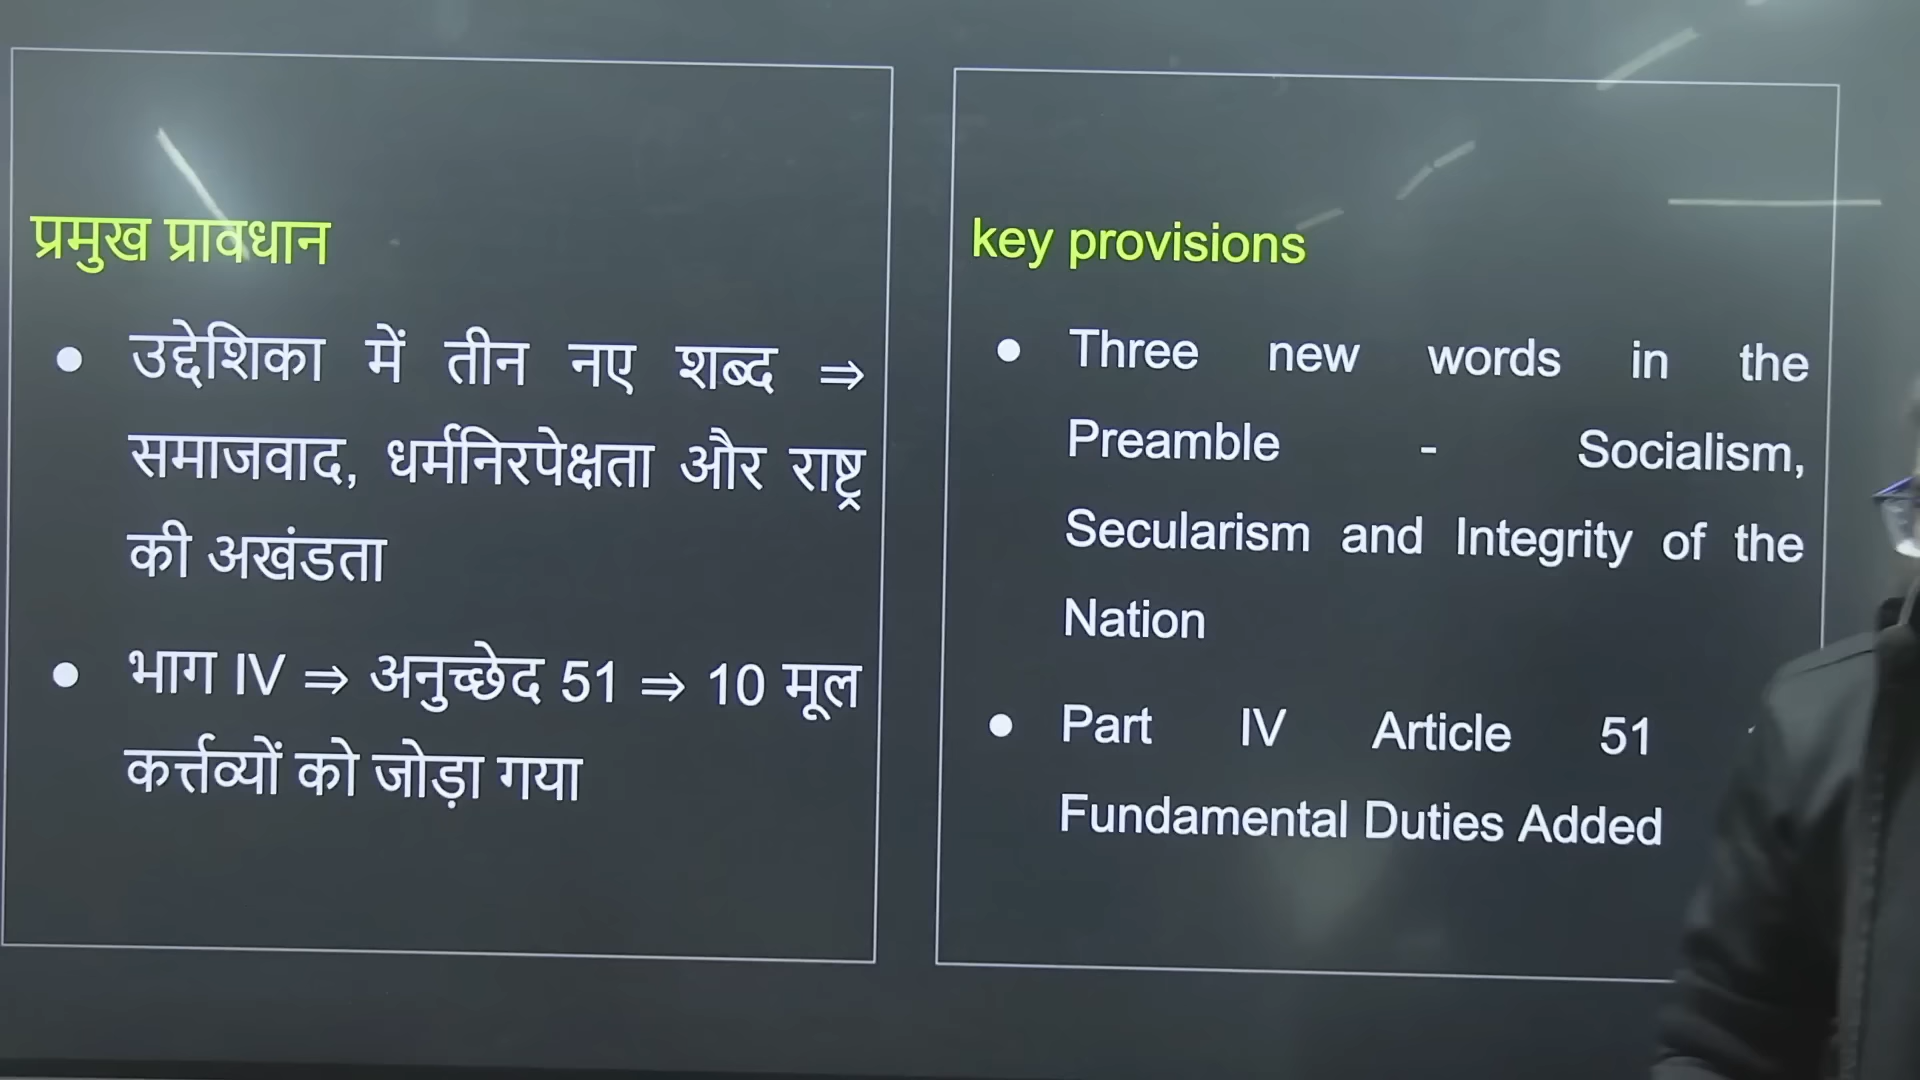 प्रमुख प्रावधान
उद्देशिका में तीन नए शब्द ⇒
समाजवाद, धर्मनिरपेक्षता और राष्ट्र
की अखंडता
भाग IV ⇒ अनुच्छेद 51 ⇒ 10 मूल
कर्त्तव्यों को जोड़ा गया
key provisions
Three new words in the
Preamble - Socialism,
Secularism and Integrity of the
Nation
Part IV Article 51
Fundamental Duties Added